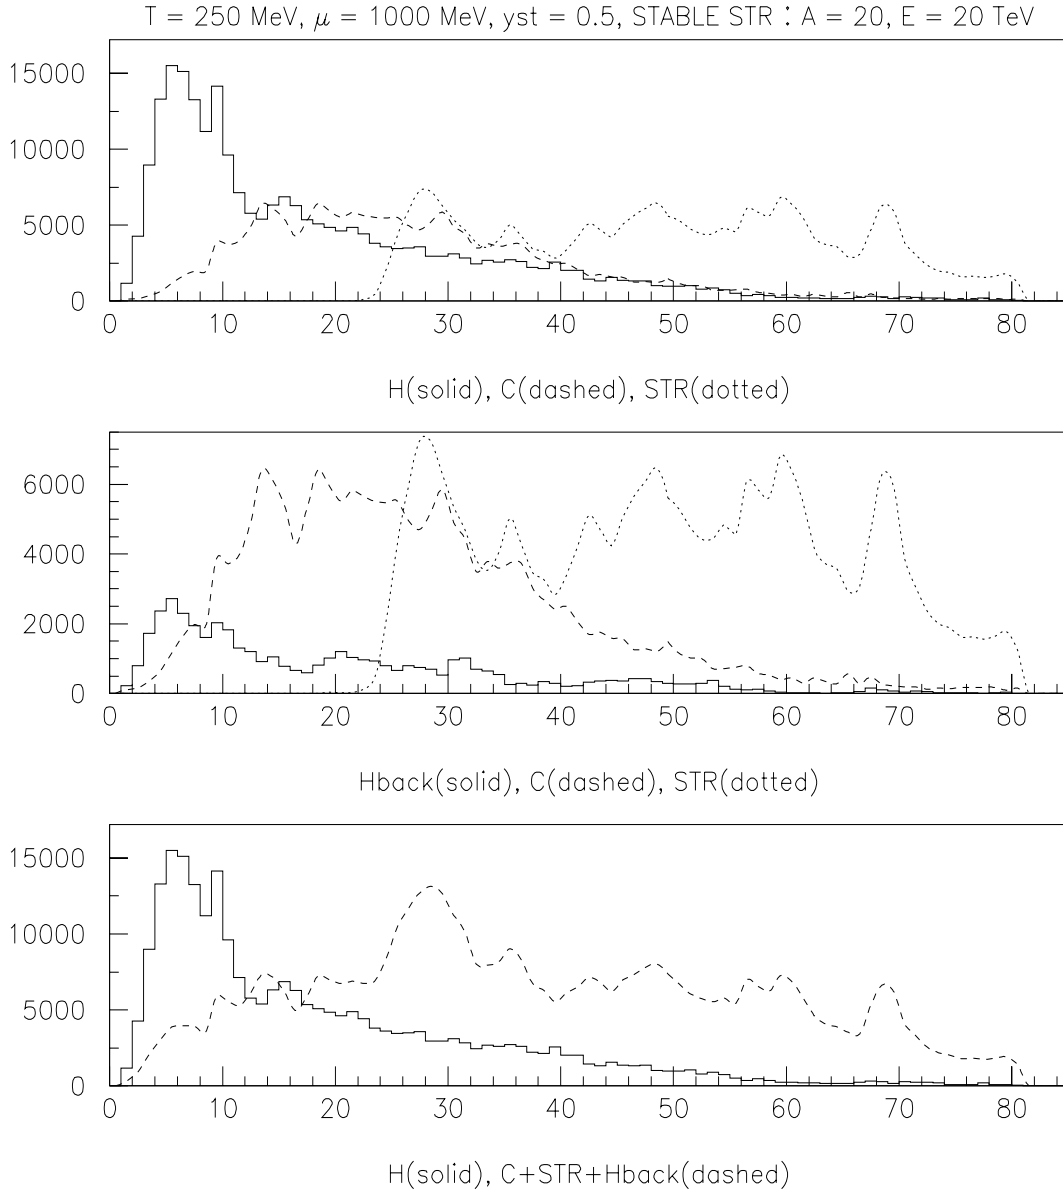 T = 250 MeV, μ = 1000 MeV, yst = 0.5, STABLE STR : A = 20, E = 20 TeV
15000
10000
5000
0
0 10 20 30 40 50 60 70 80
H(solid), C(dashed), STR(dotted)
6000
4000
2000
0
0 10 20 30 40 50 60 70 80
Hback(solid), C(dashed), STR(dotted)
15000
10000
5000
0
0 10 20 30 40 50 60 70 80
H(solid), C+STR+Hback(dashed)